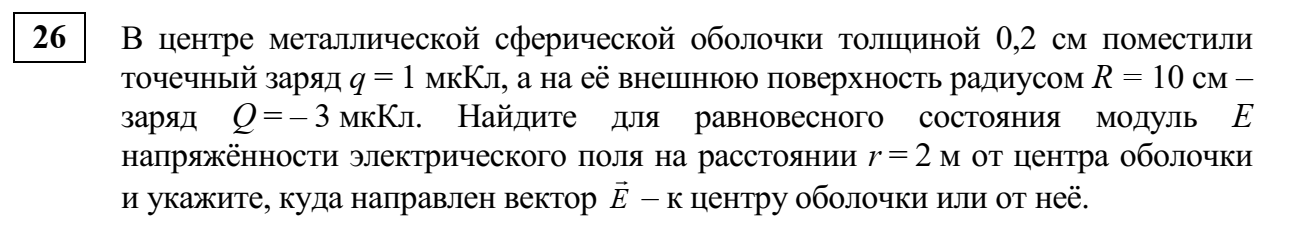 26 В центре металлической сферической оболочки толщиной 0,2 см поместили
точечный заряд q = 1 мкКл, а на её внешнюю поверхность радиусом R = 10 см –
заряд Q = – 3 мкКл. Найдите для равновесного состояния модуль E
напряжённости электрического поля на расстоянии r = 2 м от центра оболочки
и укажите, куда направлен вектор E⃗ – к центру оболочки или от неё.